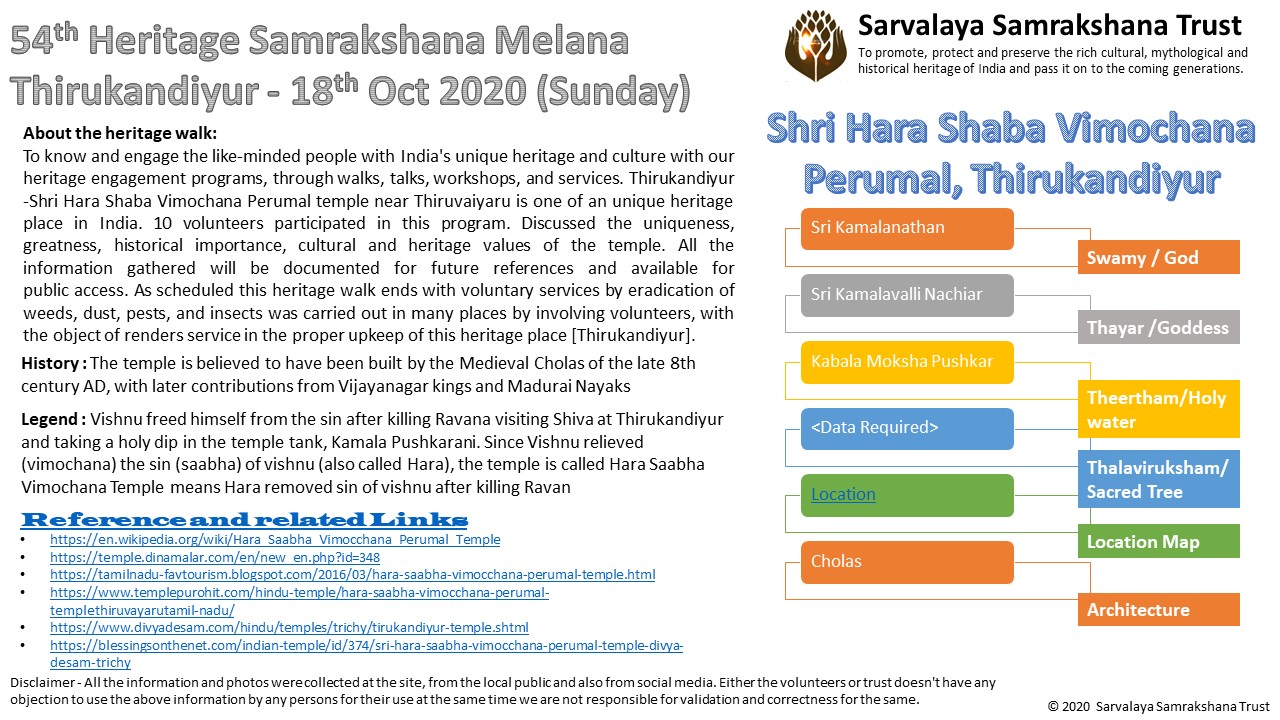 54th Heritage Samrakshana Melana
Thirukandiyur - 18th Oct 2020 (Sunday)
About the heritage walk:
To know and engage the like-minded people with India's unique heritage and culture with our
heritage engagement programs, through walks, talks, workshops, and services. Thirukandiyur
-Shri Hara Shaba Vimochana Perumal temple near Thiruvaiyaru is one of an unique heritage
place in India. 10 volunteers participated in this program. Discussed the uniqueness,
greatness, historical importance, cultural and heritage values of the temple. All the
information gathered will be documented for future references and available for
public access. As scheduled this heritage walk ends with voluntary services by eradication of
weeds, dust, pests, and insects was carried out in many places by involving volunteers, with
the object of renders service in the proper upkeep of this heritage place [Thirukandiyur].
History : The temple is believed to have been built by the Medieval Cholas of the late 8th
century AD, with later contributions from Vijayanagar kings and Madurai Nayaks
Legend : Vishnu freed himself from the sin after killing Ravana visiting Shiva at Thirukandiyur
and taking a holy dip in the temple tank, Kamala Pushkarani. Since Vishnu relieved
(vimochana) the sin (saabha) of vishnu (also called Hara), the temple is called Hara Saabha
Vimochana Temple means Hara removed sin of vishnu after killing Ravan
Reference and related Links
• https://en.wikipedia.org/wiki/Hara_Saabha_Vimocchana_Perumal_Temple
• https://temple.dinamalar.com/en/new_en.php?id=348
• https://tamilnadu-favtourism.blogspot.com/2016/03/hara-saabha-vimocchana-perumal-temple.html
• https://www.templepurohit.com/hindu-temple/hara-saabha-vimocchana-perumal-
templethiruvayarutamil-nadu/
• https://www.divyadesam.com/hindu/temples/trichy/tirukandiyur-temple.shtml
• https://blessingsonthenet.com/indian-temple/id/374/sri-hara-saabha-vimocchana-perumal-temple-divya-
desam-trichy
Sarvalaya Samrakshana Trust
To promote, protect and preserve the rich cultural, mythological and
historical heritage of India and pass it on to the coming generations.
Shri Hara Shaba Vimochana
Perumal, Thirukandiyur
Sri Kamalanathan
Swamy / God
Sri Kamalavalli Nachiar
Thayar /Goddess
Kabala Moksha Pushkar
Theertham/Holy
water
<Data Required>
Thalaviruksham/
Sacred Tree
Location
Location Map
Cholas
Architecture
Disclaimer - All the information and photos were collected at the site, from the local public and also from social media. Either the volunteers or trust doesn't have any
objection to use the above information by any persons for their use at the same time we are not responsible for validation and correctness for the same.
© 2020 Sarvalaya Samrakshana Trust